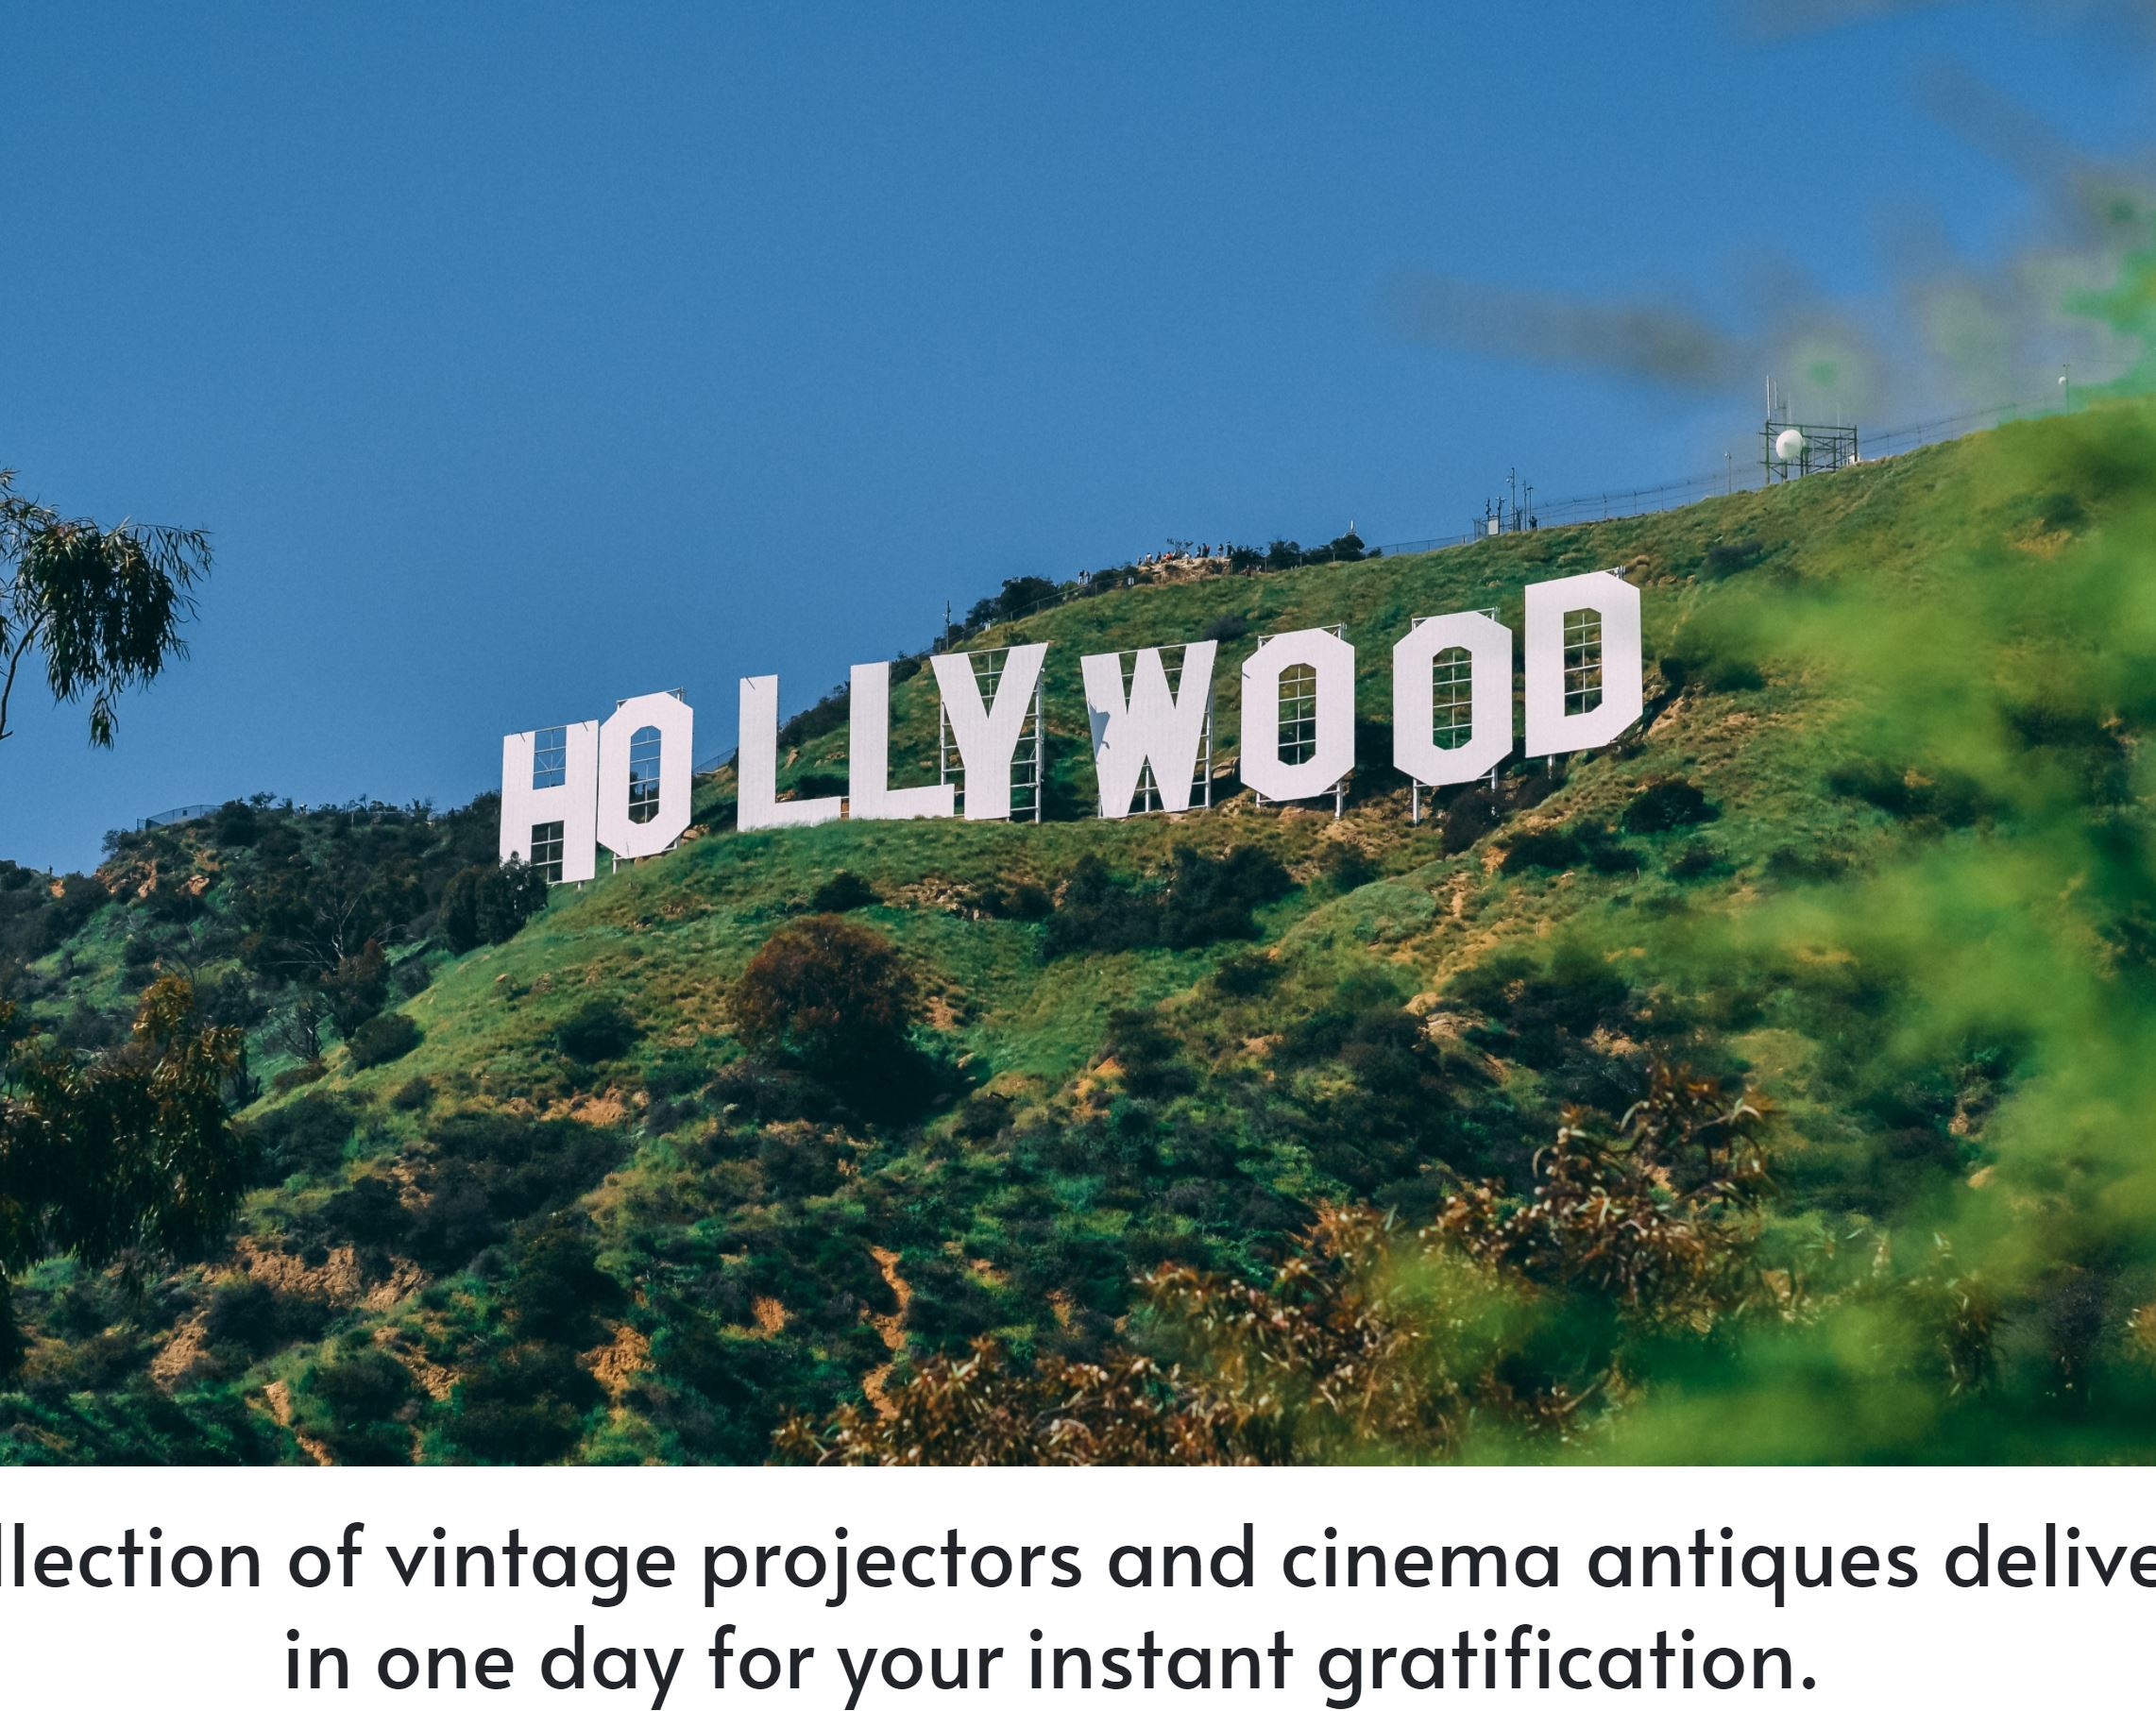 HOLLYWOOD
llection of vintage projectors and cinema antiques delive
in one day for your instant gratification.